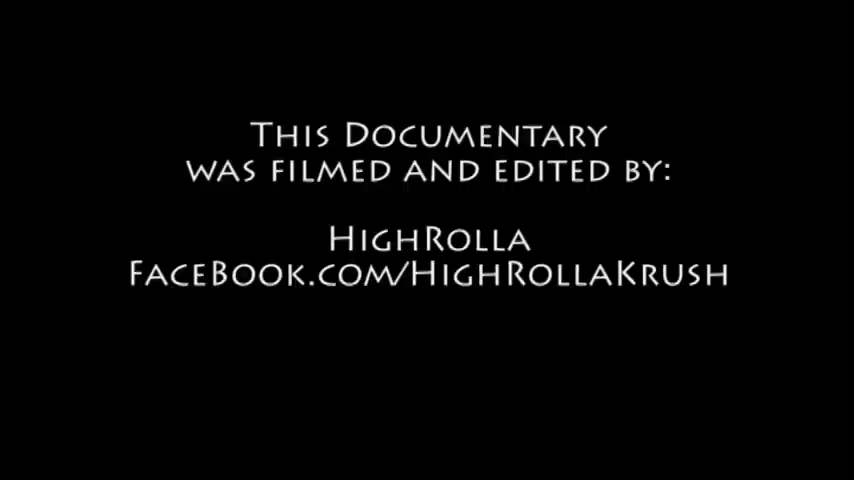 This Documentary
was filmed and edited by:
HighRolla
FaceBook.com/HighRollaKrush